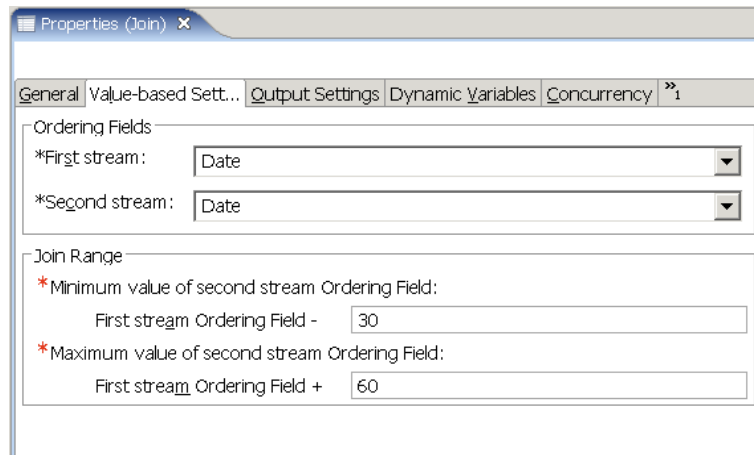 Properties (Join)
General Value-based Sett... Output Settings Dynamic Variables Concurrency »1
Ordering Fields
*First stream: Date
*Second stream: Date
Join Range
*Minimum value of second stream Ordering Field:
First stream Ordering Field - 30
*Maximum value of second stream Ordering Field:
First stream Ordering Field + 60